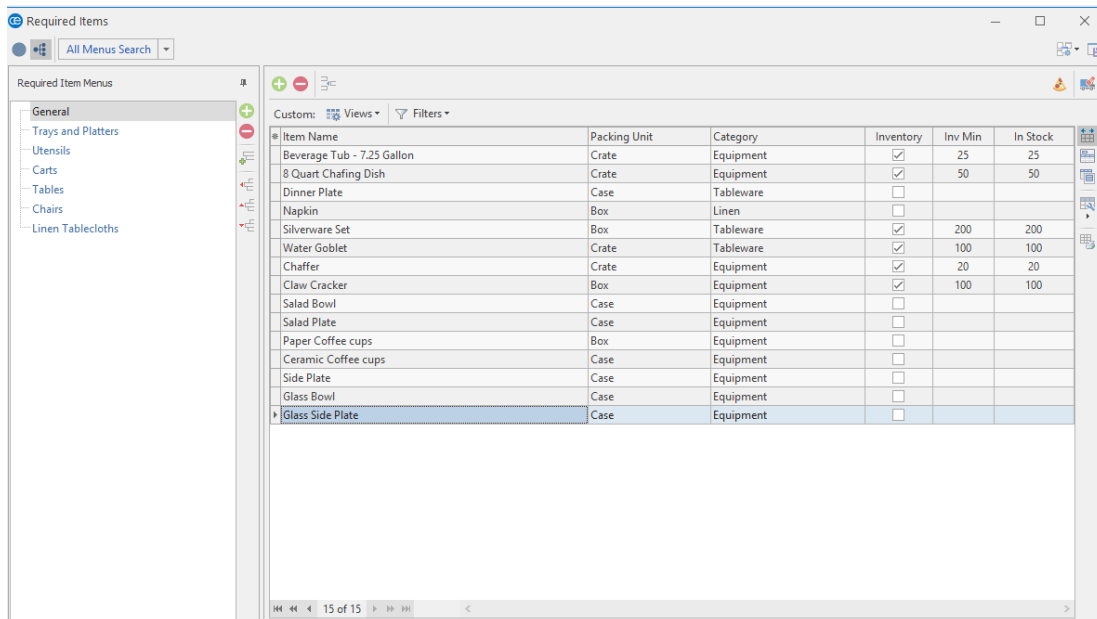 Required Items
All Menus Search
Required Item Menus
General
Trays and Platters
Utensils
Carts
Tables
Chairs
Linen Tablecloths
Custom: Views Filters
Item Name Packing Unit Category Inventory Inv Min In Stock
Beverage Tub - 7.25 Gallon Crate Equipment 25 25
8 Quart Chafing Dish Crate Equipment 50 50
Dinner Plate Case Tableware
Napkin Box Linen
Silverware Set Box Tableware 200 200
Water Goblet Crate Tableware 100 100
Chaffer Crate Equipment 20 20
Claw Cracker Box Equipment 100 100
Salad Bowl Case Equipment
Salad Plate Case Equipment
Paper Coffee cups Box Equipment
Ceramic Coffee cups Case Equipment
Side Plate Case Equipment
Glass Bowl Case Equipment
Glass Side Plate Case Equipment
15 of 15